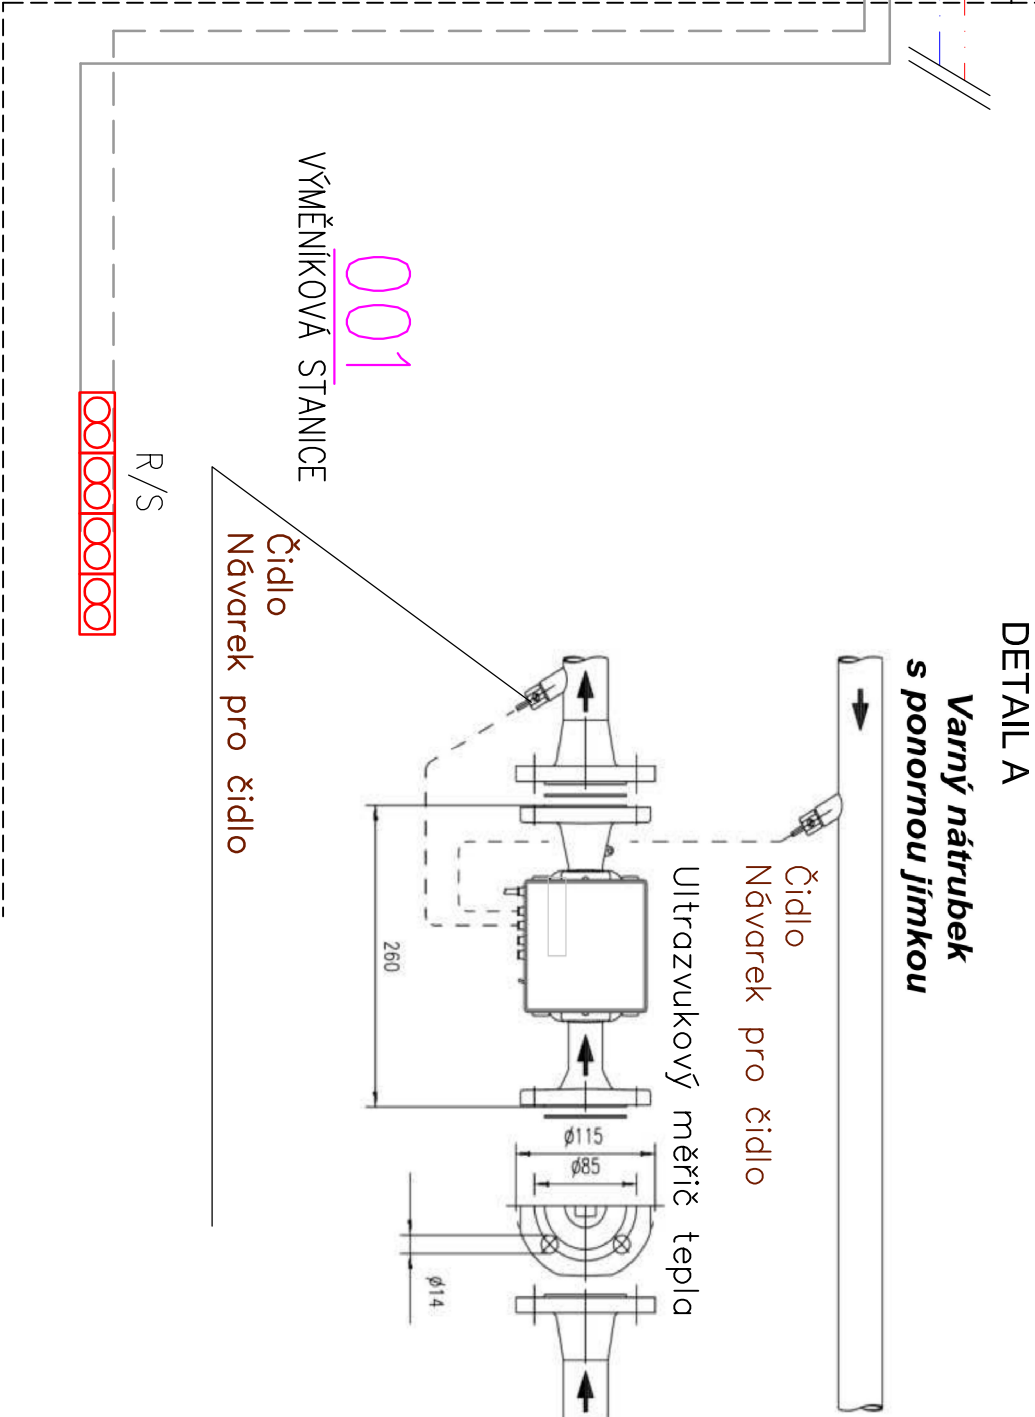 DETAIL A
Varný nátrubek
s ponornou jímkou
Čidlo
Návarek pro čidlo
Ultrazvukový měřič tepla
001
VÝMĚNÍKOVÁ STANICE
Čidlo
Návarek pro čidlo
R/S
260
ø115
ø85
ø14